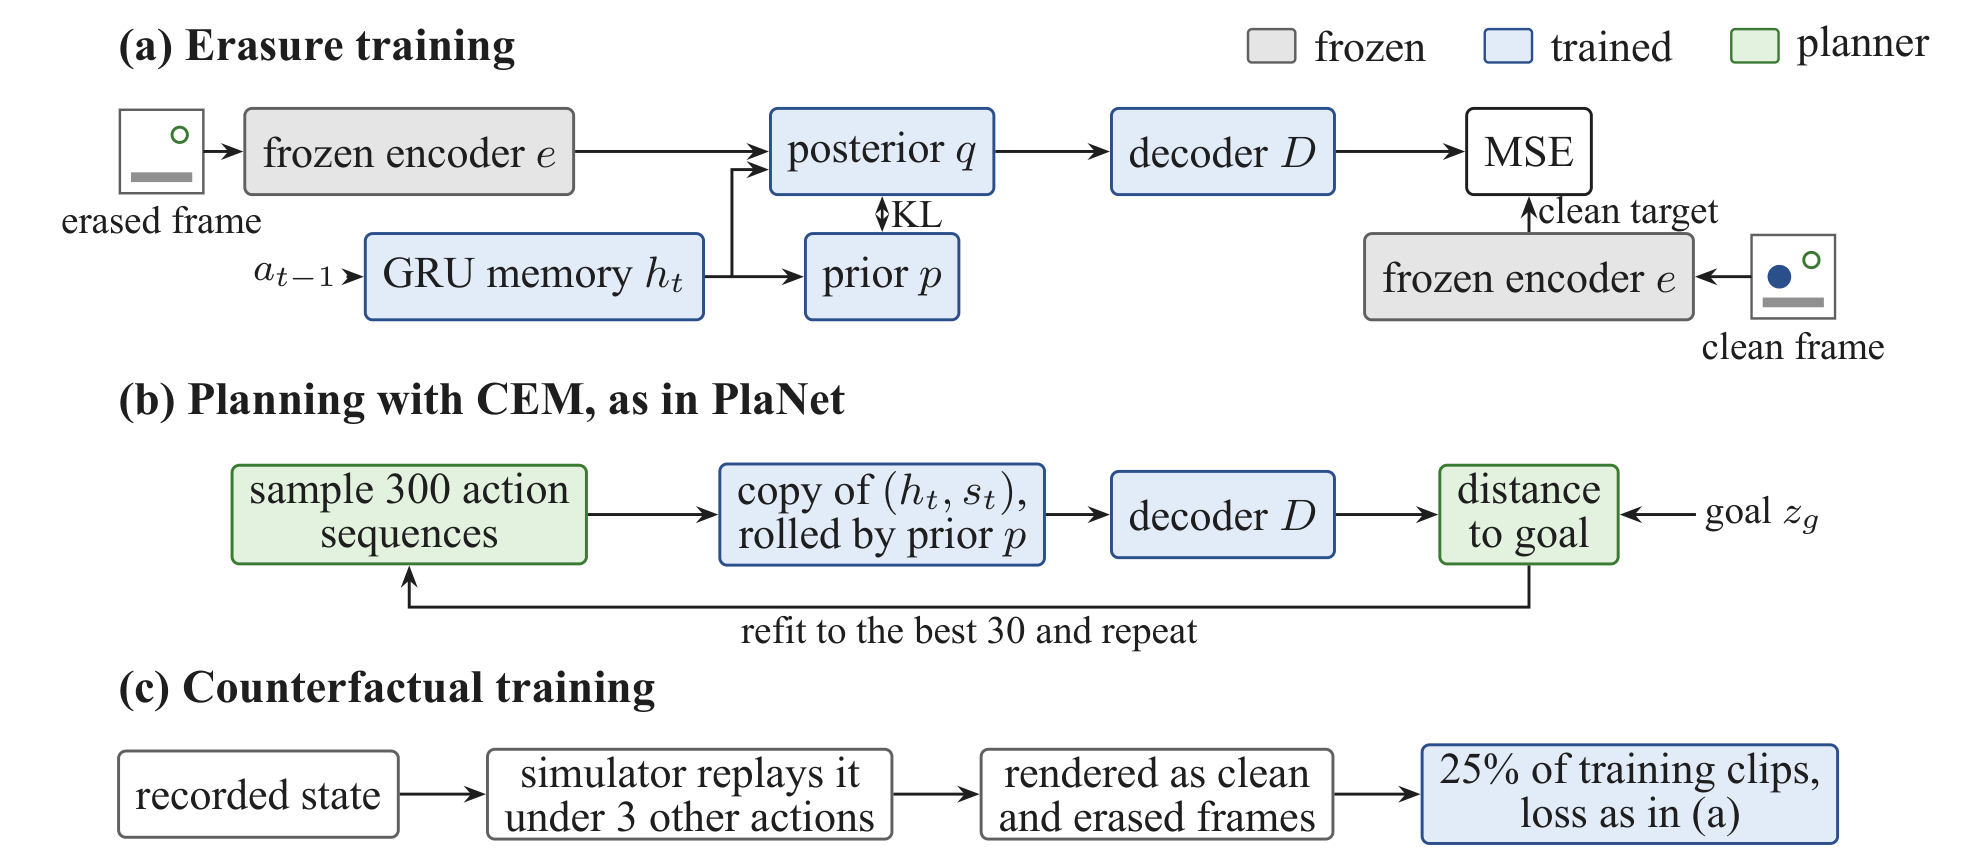 (a) Erasure training
frozen
trained
planner
frozen encoder e
posterior q
decoder D
MSE
erased frame
KL
clean target
a_{t−1}
GRU memory h_t
prior p
frozen encoder e
clean frame
(b) Planning with CEM, as in PlaNet
sample 300 action
sequences
copy of (h_t, s_t),
rolled by prior p
decoder D
distance
to goal
goal z_g
refit to the best 30 and repeat
(c) Counterfactual training
recorded state
simulator replays it
under 3 other actions
rendered as clean
and erased frames
25% of training clips,
loss as in (a)